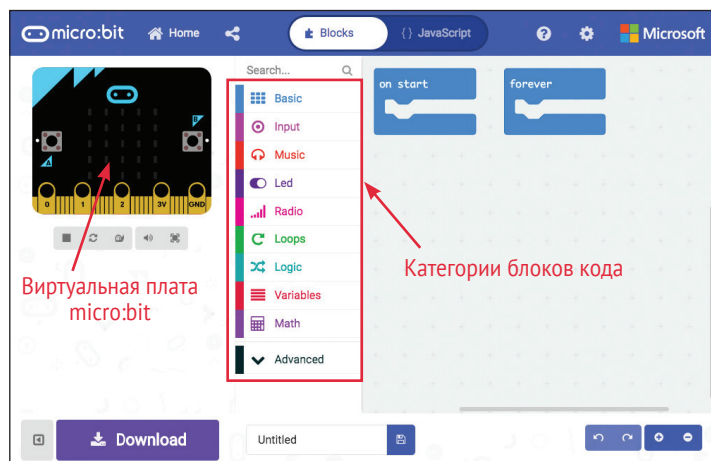 micro:bit
Home
Blocks
{} JavaScript
?
Microsoft
Search...
Basic
Input
Music
Led
Radio
Loops
Logic
Variables
Math
Advanced
on start
forever
A
B
0 1 2 3V GND
Виртуальная плата
micro:bit
Категории блоков кода
Download
Untitled